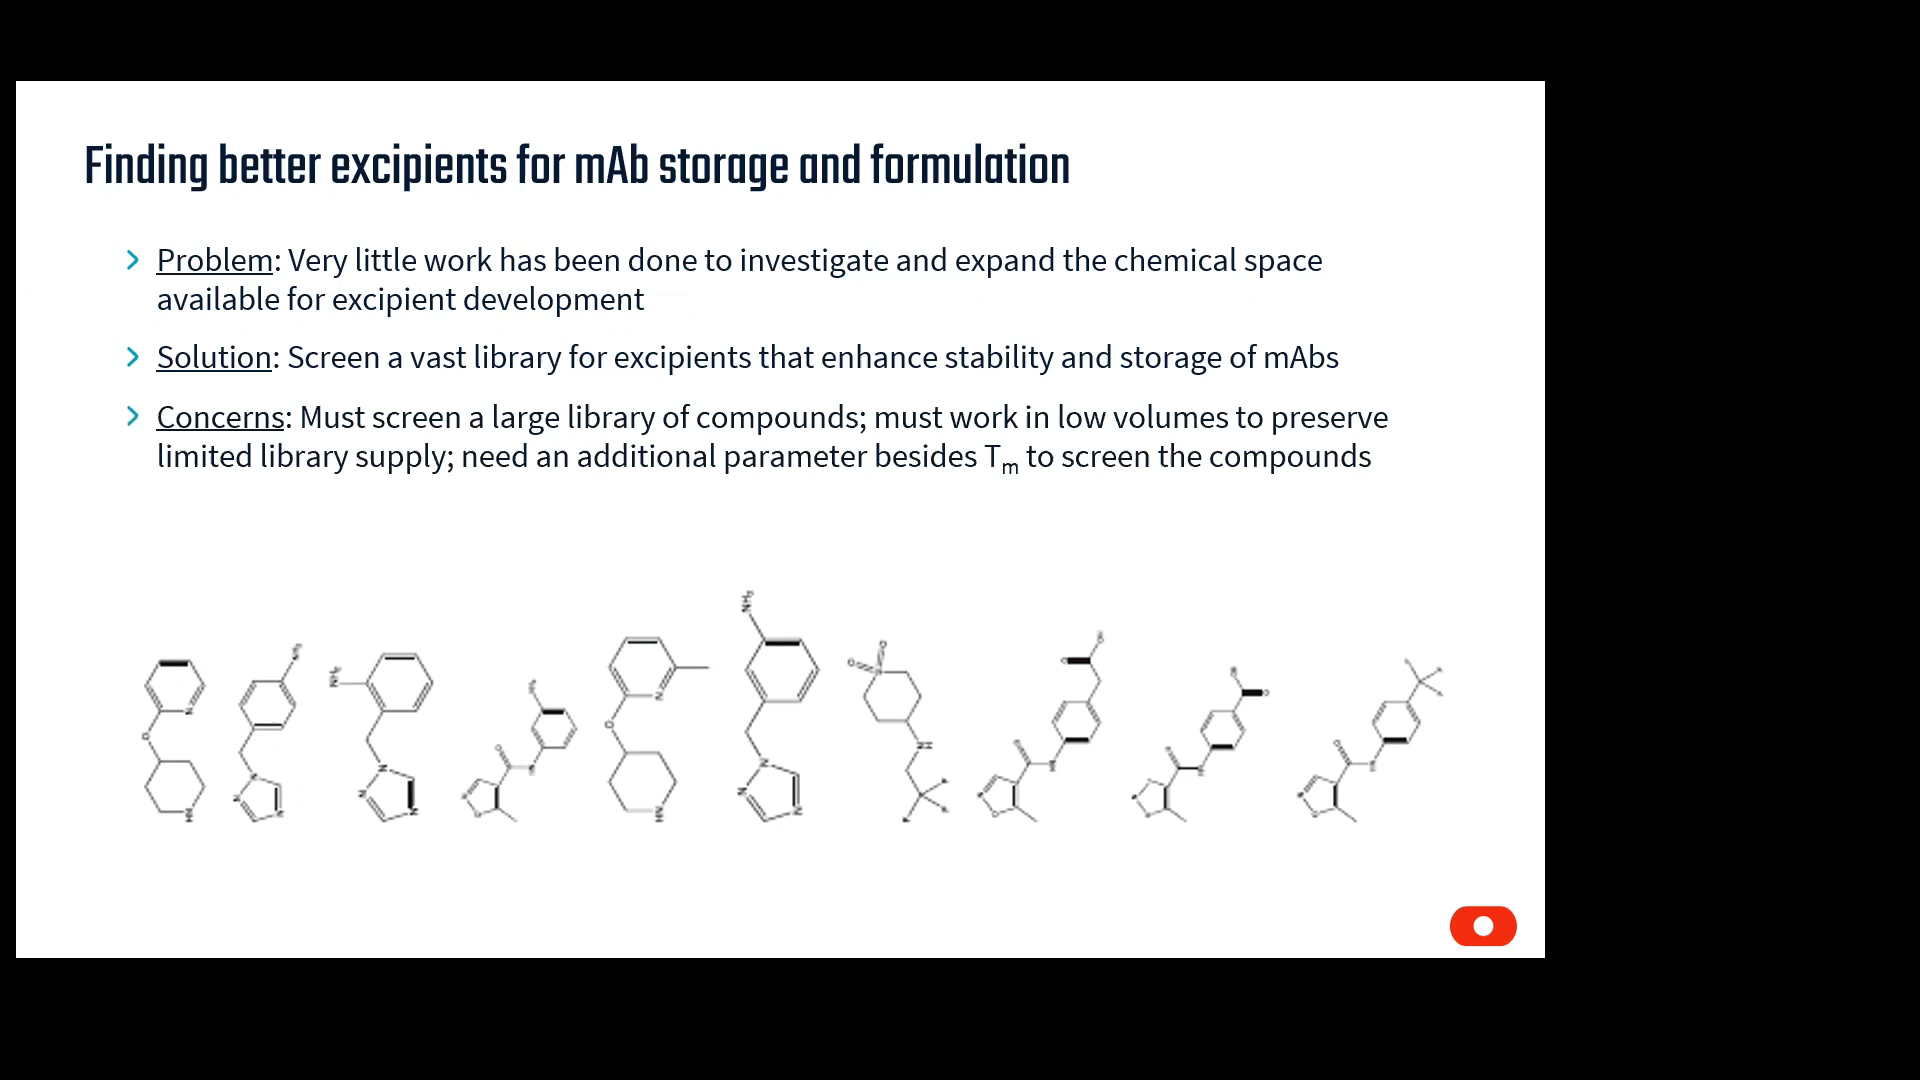 Finding better excipients for mAb storage and formulation
Problem: Very little work has been done to investigate and expand the chemical space
available for excipient development
Solution: Screen a vast library for excipients that enhance stability and storage of mAbs
Concerns: Must screen a large library of compounds; must work in low volumes to preserve
limited library supply; need an additional parameter besides Tm to screen the compounds